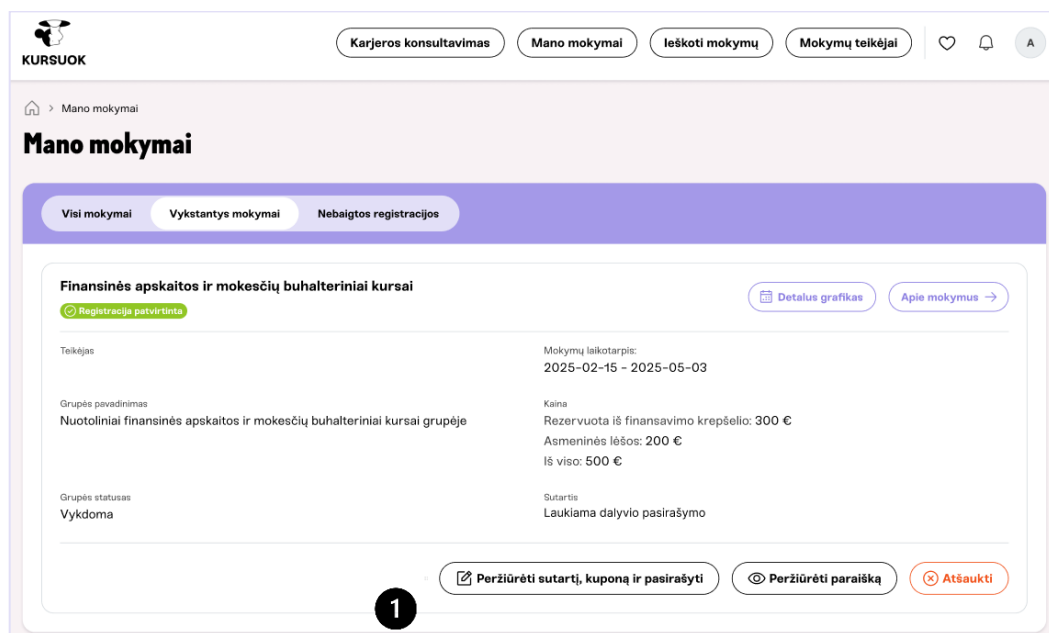 KURSUOK
Karjeros konsultavimas
Mano mokymai
Ieškoti mokymų
Mokymų teikėjai
A
Mano mokymai
Mano mokymai
Visi mokymai
Vykstantys mokymai
Nebaigtos registracijos
Finansinės apskaitos ir mokesčių buhalteriniai kursai
Registracija patvirtinta
Detalus grafikas
Apie mokymus →
Teikėjas
Mokymų laikotarpis:
2025-02-15 - 2025-05-03
Grupės pavadinimas
Nuotoliniai finansinės apskaitos ir mokesčių buhalteriniai kursai grupėje
Kaina
Rezervuota iš finansavimo krepšelio: 300 €
Asmeninės lėšos: 200 €
Iš viso: 500 €
Grupės statusas
Vykdoma
Sutartis
Laukiama dalyvio pasirašymo
Peržiūrėti sutartį, kuponą ir pasirašyti
Peržiūrėti paraišką
Atšaukti
1